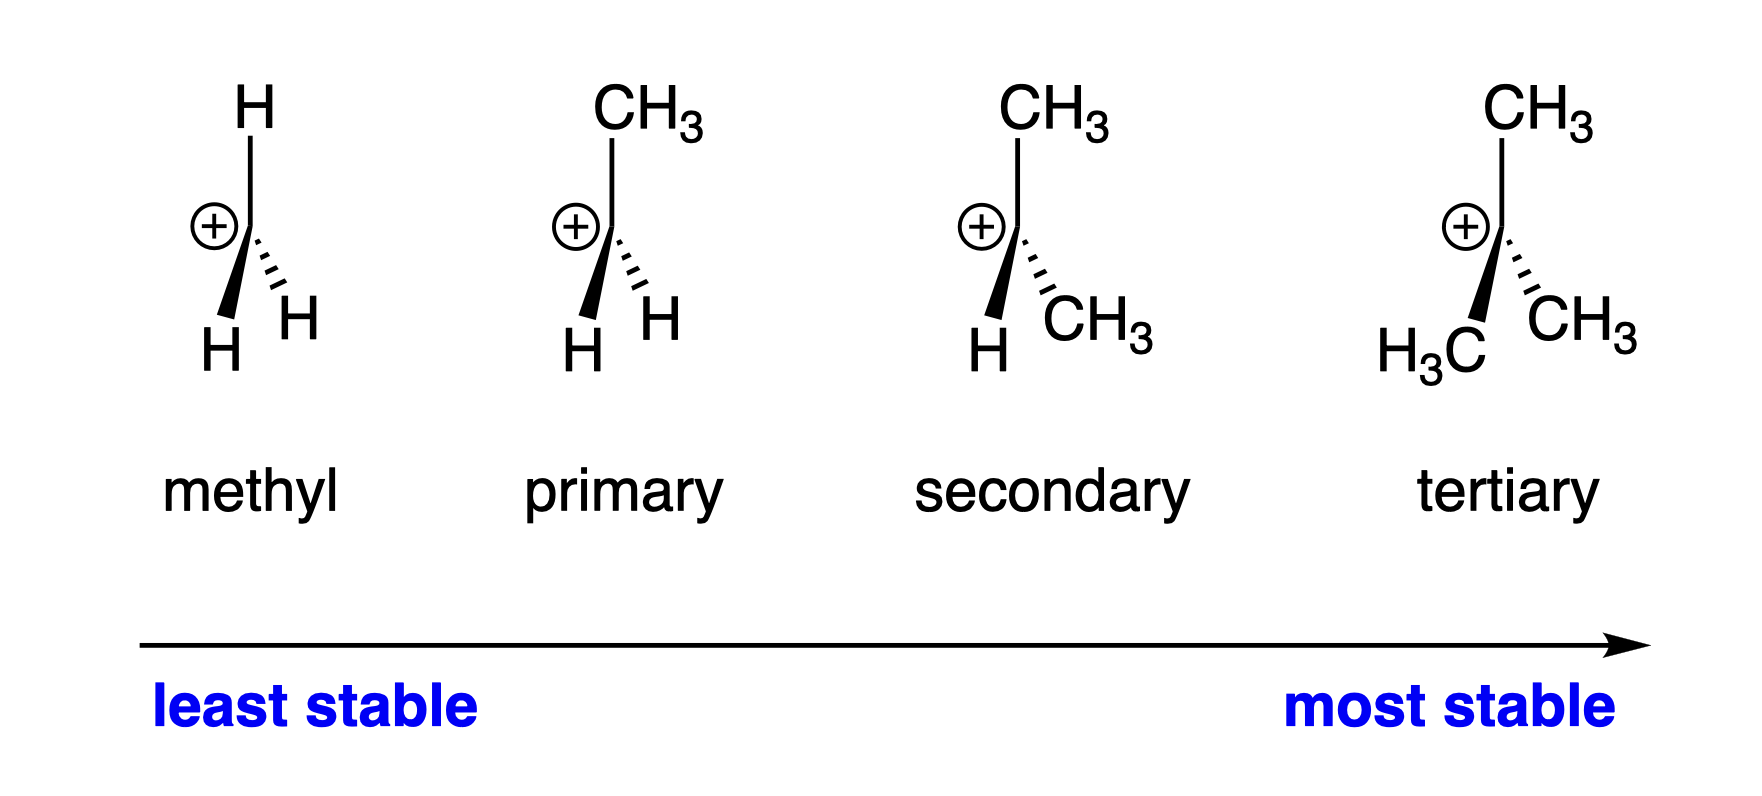 H CH₃ CH₃ CH₃
⊕ ⊕ ⊕ ⊕
H H H H H CH₃ H₃C CH₃
methyl primary secondary tertiary
least stable most stable